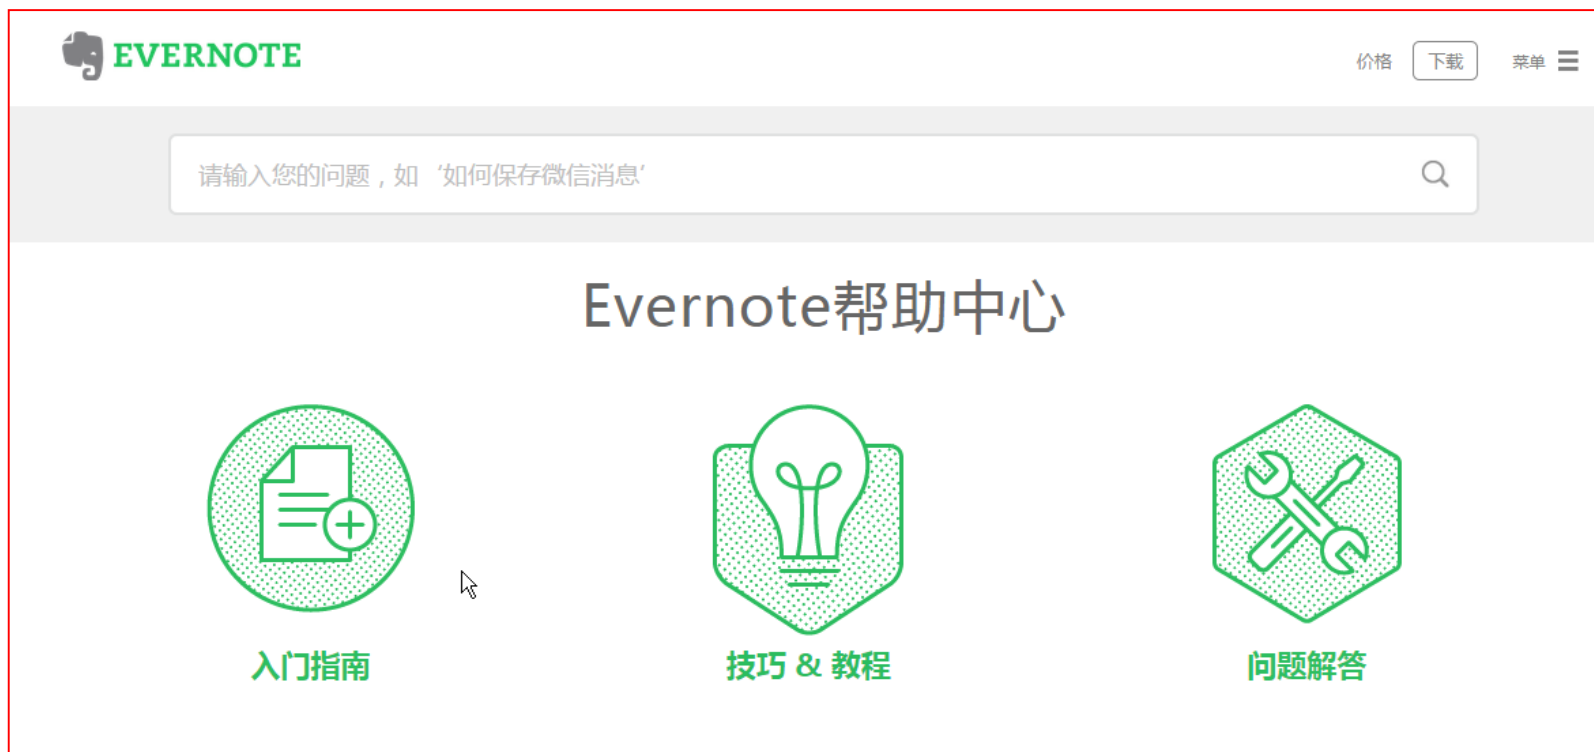 EVERNOTE
价格
下载
菜单
请输入您的问题，如‘如何保存微信消息’
Evernote帮助中心
入门指南
技巧 & 教程
问题解答